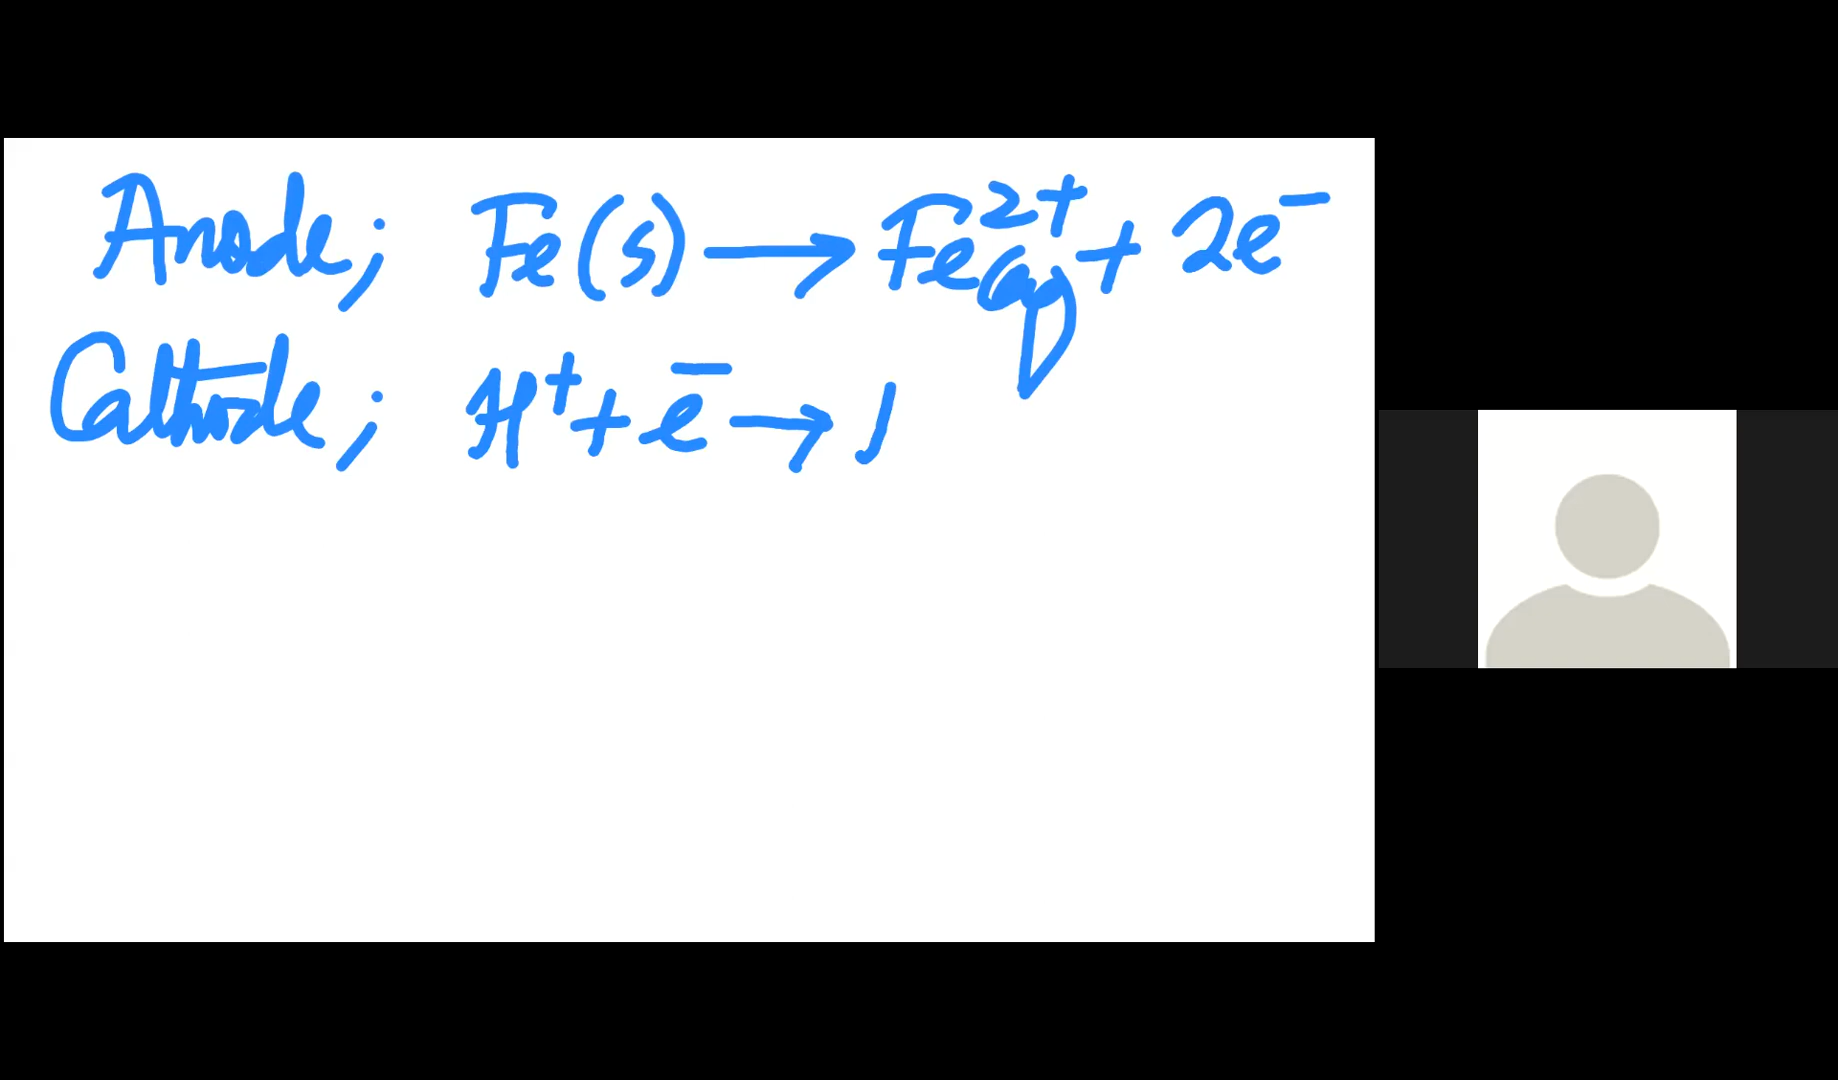 Anode; Fe(s) → Fe²⁺(aq) + 2e⁻
Cathode; H⁺ + e⁻ →